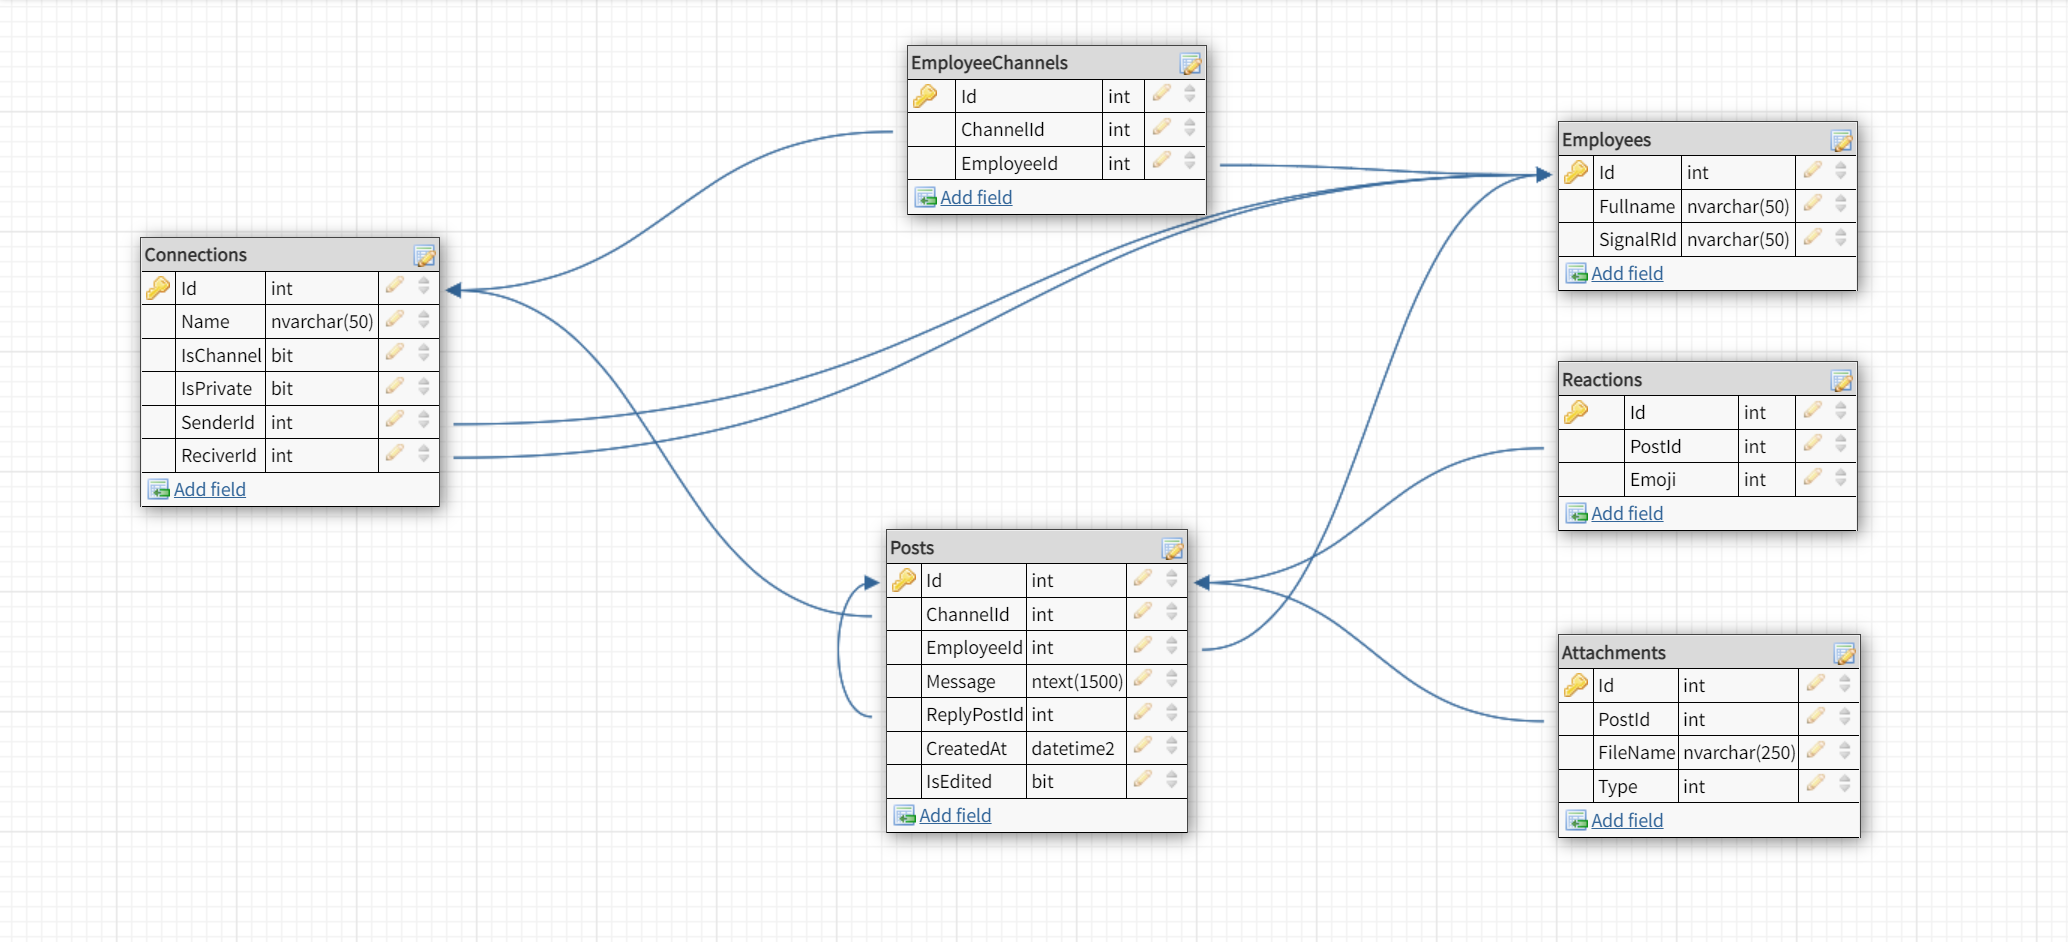 EmployeeChannels
Id int
ChannelId int
EmployeeId int
Add field
Employees
Id int
Fullname nvarchar(50)
SignalRId nvarchar(50)
Add field
Connections
Id int
Name nvarchar(50)
IsChannel bit
IsPrivate bit
SenderId int
ReciverId int
Add field
Reactions
Id int
PostId int
Emoji int
Add field
Posts
Id int
ChannelId int
EmployeeId int
Message ntext(1500)
ReplyPostId int
CreatedAt datetime2
IsEdited bit
Add field
Attachments
Id int
PostId int
FileName nvarchar(250)
Type int
Add field